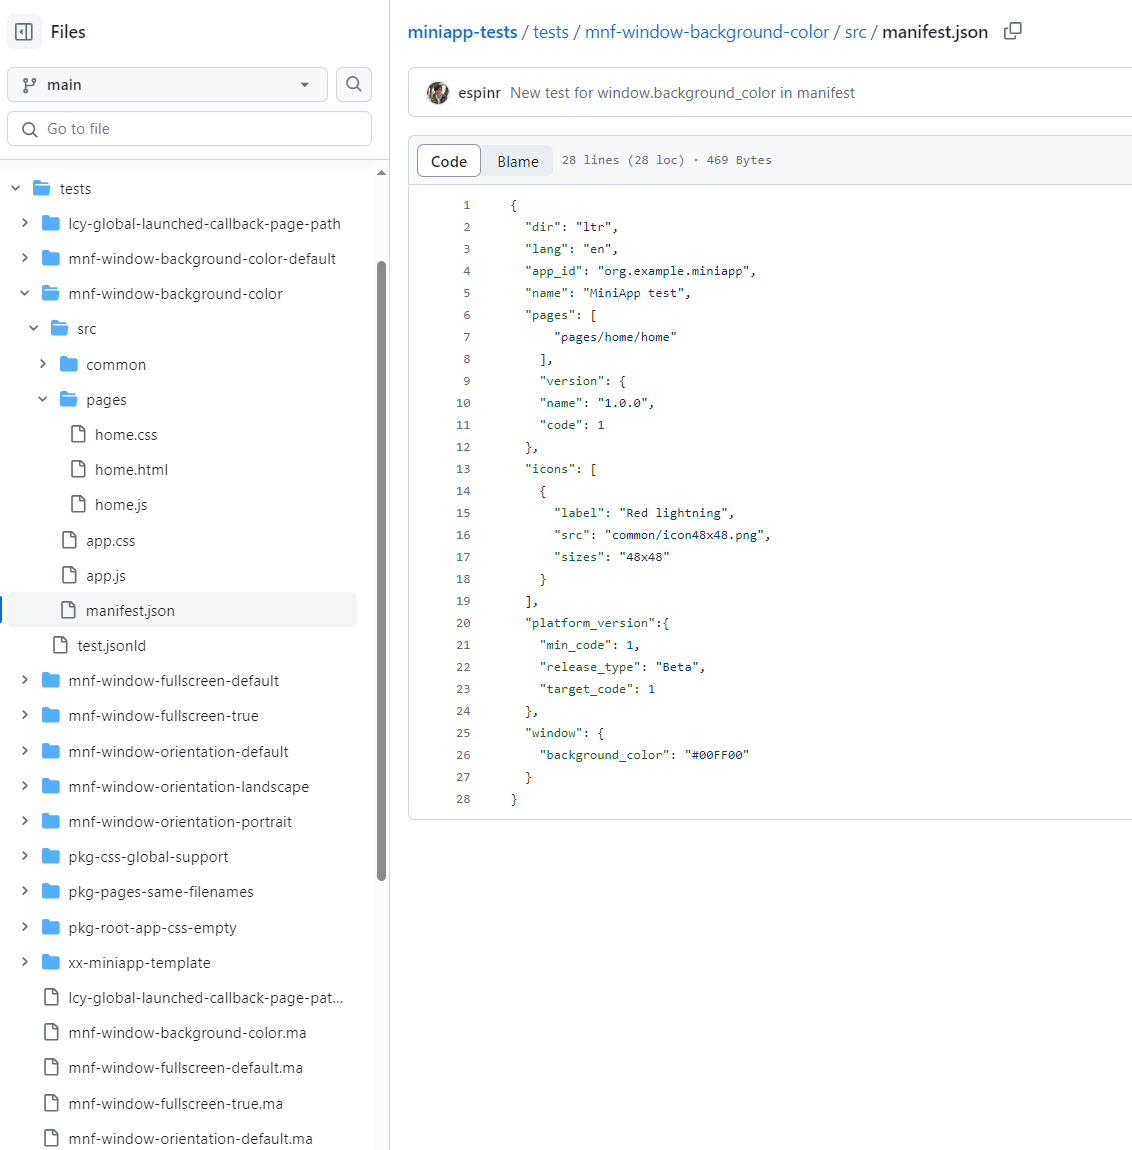 Files
main
Go to file
tests
lcy-global-launched-callback-page-path
mnf-window-background-color-default
mnf-window-background-color
src
common
pages
home.css
home.html
home.js
app.css
app.js
manifest.json
test.jsonld
mnf-window-fullscreen-default
mnf-window-fullscreen-true
mnf-window-orientation-default
mnf-window-orientation-landscape
mnf-window-orientation-portrait
pkg-css-global-support
pkg-pages-same-filenames
pkg-root-app-css-empty
xx-miniapp-template
lcy-global-launched-callback-page-pat...
mnf-window-background-color.ma
mnf-window-fullscreen-default.ma
mnf-window-fullscreen-true.ma
mnf-window-orientation-default.ma
miniapp-tests / tests / mnf-window-background-color / src / manifest.json
espinr New test for window.background_color in manifest
Code Blame 28 lines (28 loc) · 469 Bytes
1 {
2 "dir": "ltr",
3 "lang": "en",
4 "app_id": "org.example.miniapp",
5 "name": "MiniApp test",
6 "pages": [
7 "pages/home/home"
8 ],
9 "version": {
10 "name": "1.0.0",
11 "code": 1
12 },
13 "icons": [
14 {
15 "label": "Red lightning",
16 "src": "common/icon48x48.png",
17 "sizes": "48x48"
18 }
19 ],
20 "platform_version":{
21 "min_code": 1,
22 "release_type": "Beta",
23 "target_code": 1
24 },
25 "window": {
26 "background_color": "#00FF00"
27 }
28 }